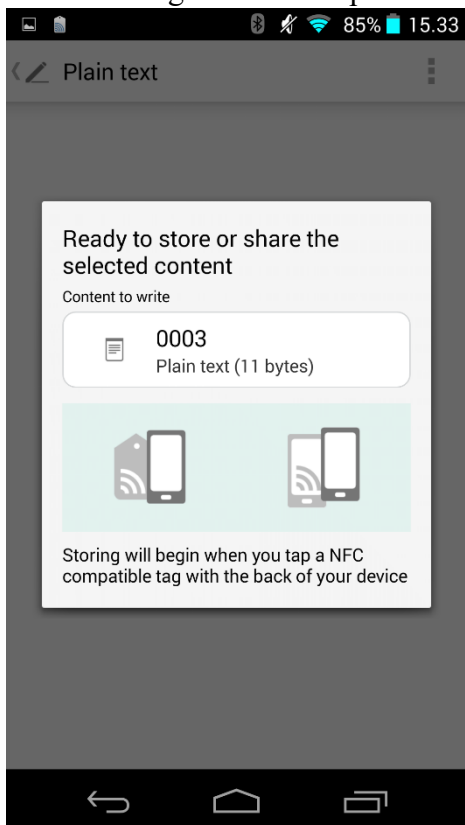 85% 15.33
Plain text
Ready to store or share the
selected content
Content to write
0003
Plain text (11 bytes)
Storing will begin when you tap a NFC
compatible tag with the back of your device